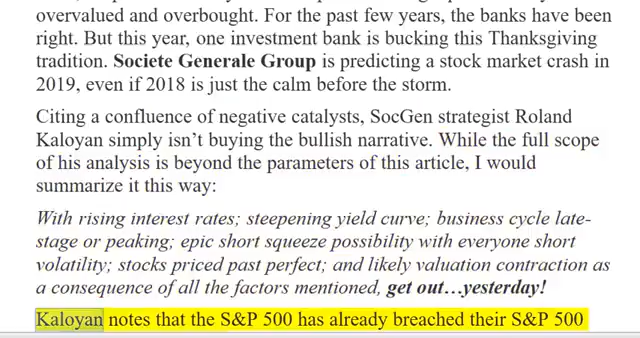 overvalued and overbought. For the past few years, the banks have been
right. But this year, one investment bank is bucking this Thanksgiving
tradition. Societe Generale Group is predicting a stock market crash in
2019, even if 2018 is just the calm before the storm.
Citing a confluence of negative catalysts, SocGen strategist Roland
Kaloyan simply isn’t buying the bullish narrative. While the full scope
of his analysis is beyond the parameters of this article, I would
summarize it this way:
With rising interest rates; steepening yield curve; business cycle late-
stage or peaking; epic short squeeze possibility with everyone short
volatility; stocks priced past perfect; and likely valuation contraction as
a consequence of all the factors mentioned, get out…yesterday!
Kaloyan notes that the S&P 500 has already breached their S&P 500